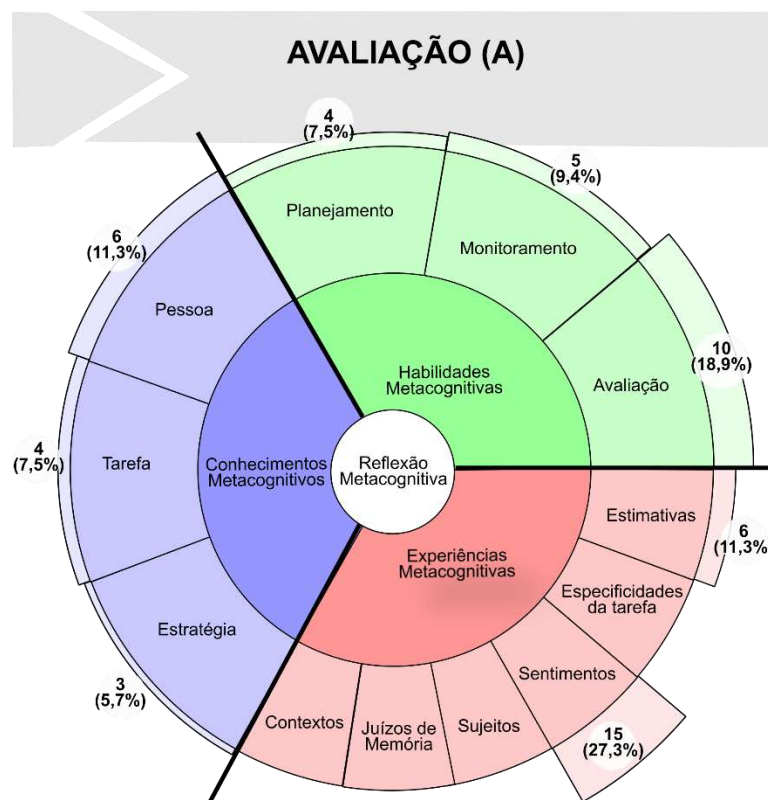 AVALIAÇÃO (A)
4
(7,5%)
5
(9,4%)
Planejamento
6
(11,3%)
Monitoramento
Pessoa
10
(18,9%)
Habilidades
Metacognitivas
Avaliação
4
(7,5%)
Tarefa
Conhecimentos
Metacognitivos
Reflexão
Metacognitiva
Estimativas
6
(11,3%
Experiências
Metacognitivas
Especificidades
da tarefa
Estratégia
Sentimentos
3
(5,7%)
Contextos
Juízos de
Memória
Sujeitos
15
(27,3%)